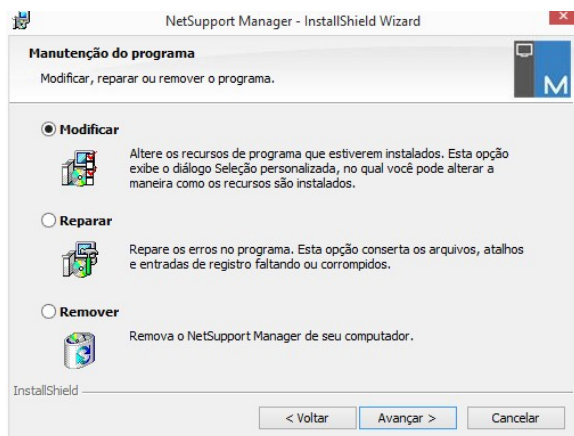 NetSupport Manager - InstallShield Wizard
Manutenção do programa
Modificar, reparar ou remover o programa.
M
Modificar
Altere os recursos de programa que estiverem instalados. Esta opção
exibe o diálogo Seleção personalizada, no qual você pode alterar a
maneira como os recursos são instalados.
Reparar
Repare os erros no programa. Esta opção conserta os arquivos, atalhos
e entradas de registro faltando ou corrompidos.
Remover
Remova o NetSupport Manager de seu computador.
InstallShield
< Voltar Avançar > Cancelar